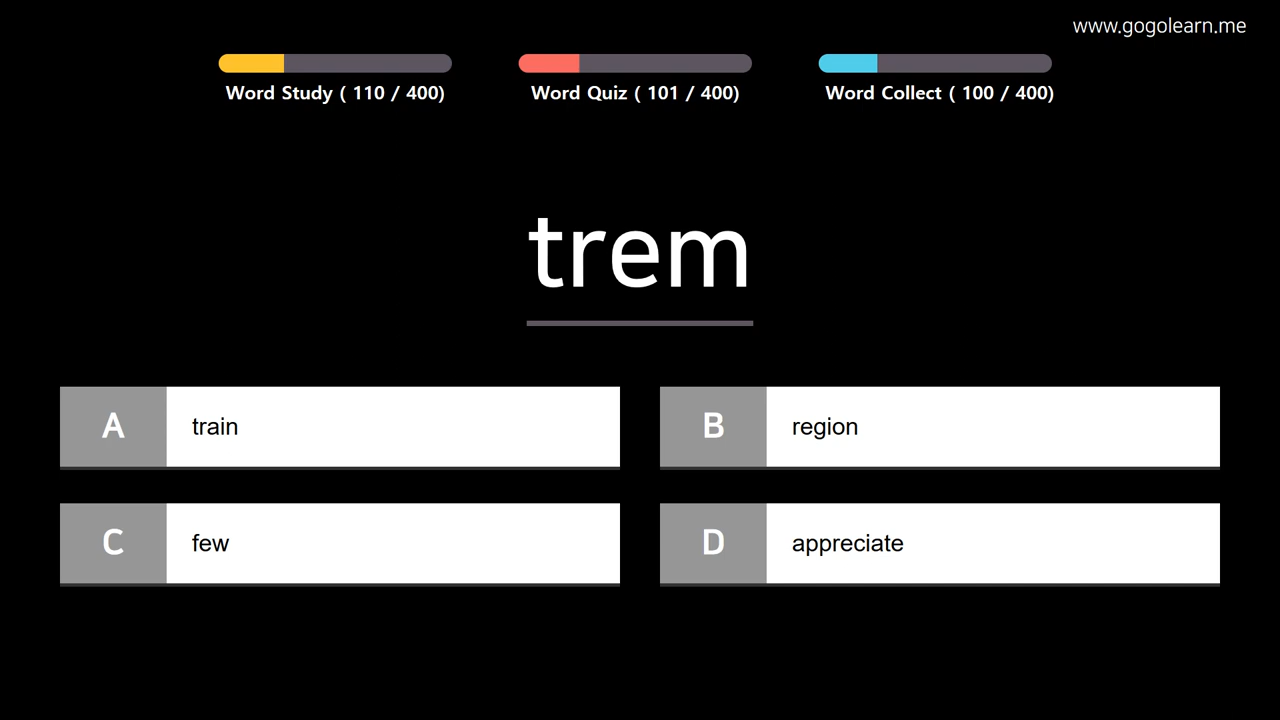 www.gogolearn.me
Word Study ( 110 / 400)
Word Quiz ( 101 / 400)
Word Collect ( 100 / 400)
trem
A train
B region
C few
D appreciate